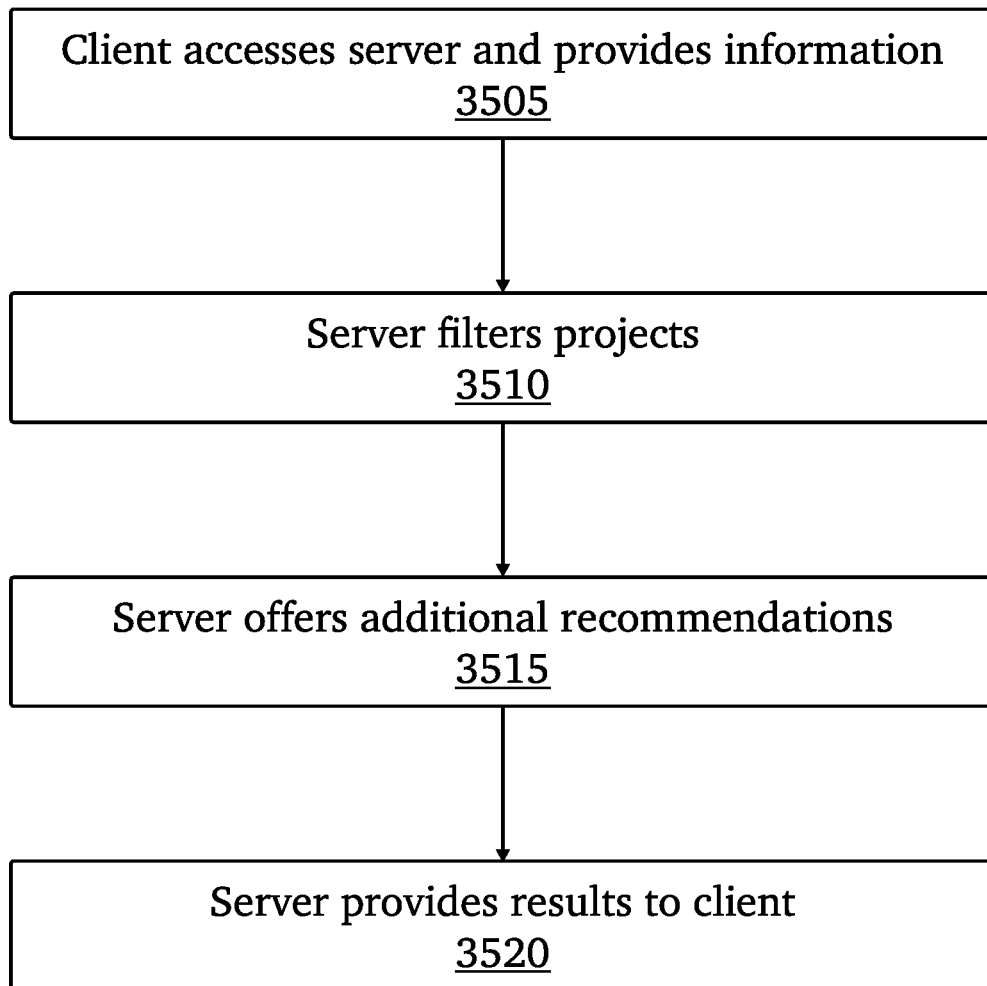 Client accesses server and provides information
3505
Server filters projects
3510
Server offers additional recommendations
3515
Server provides results to client
3520